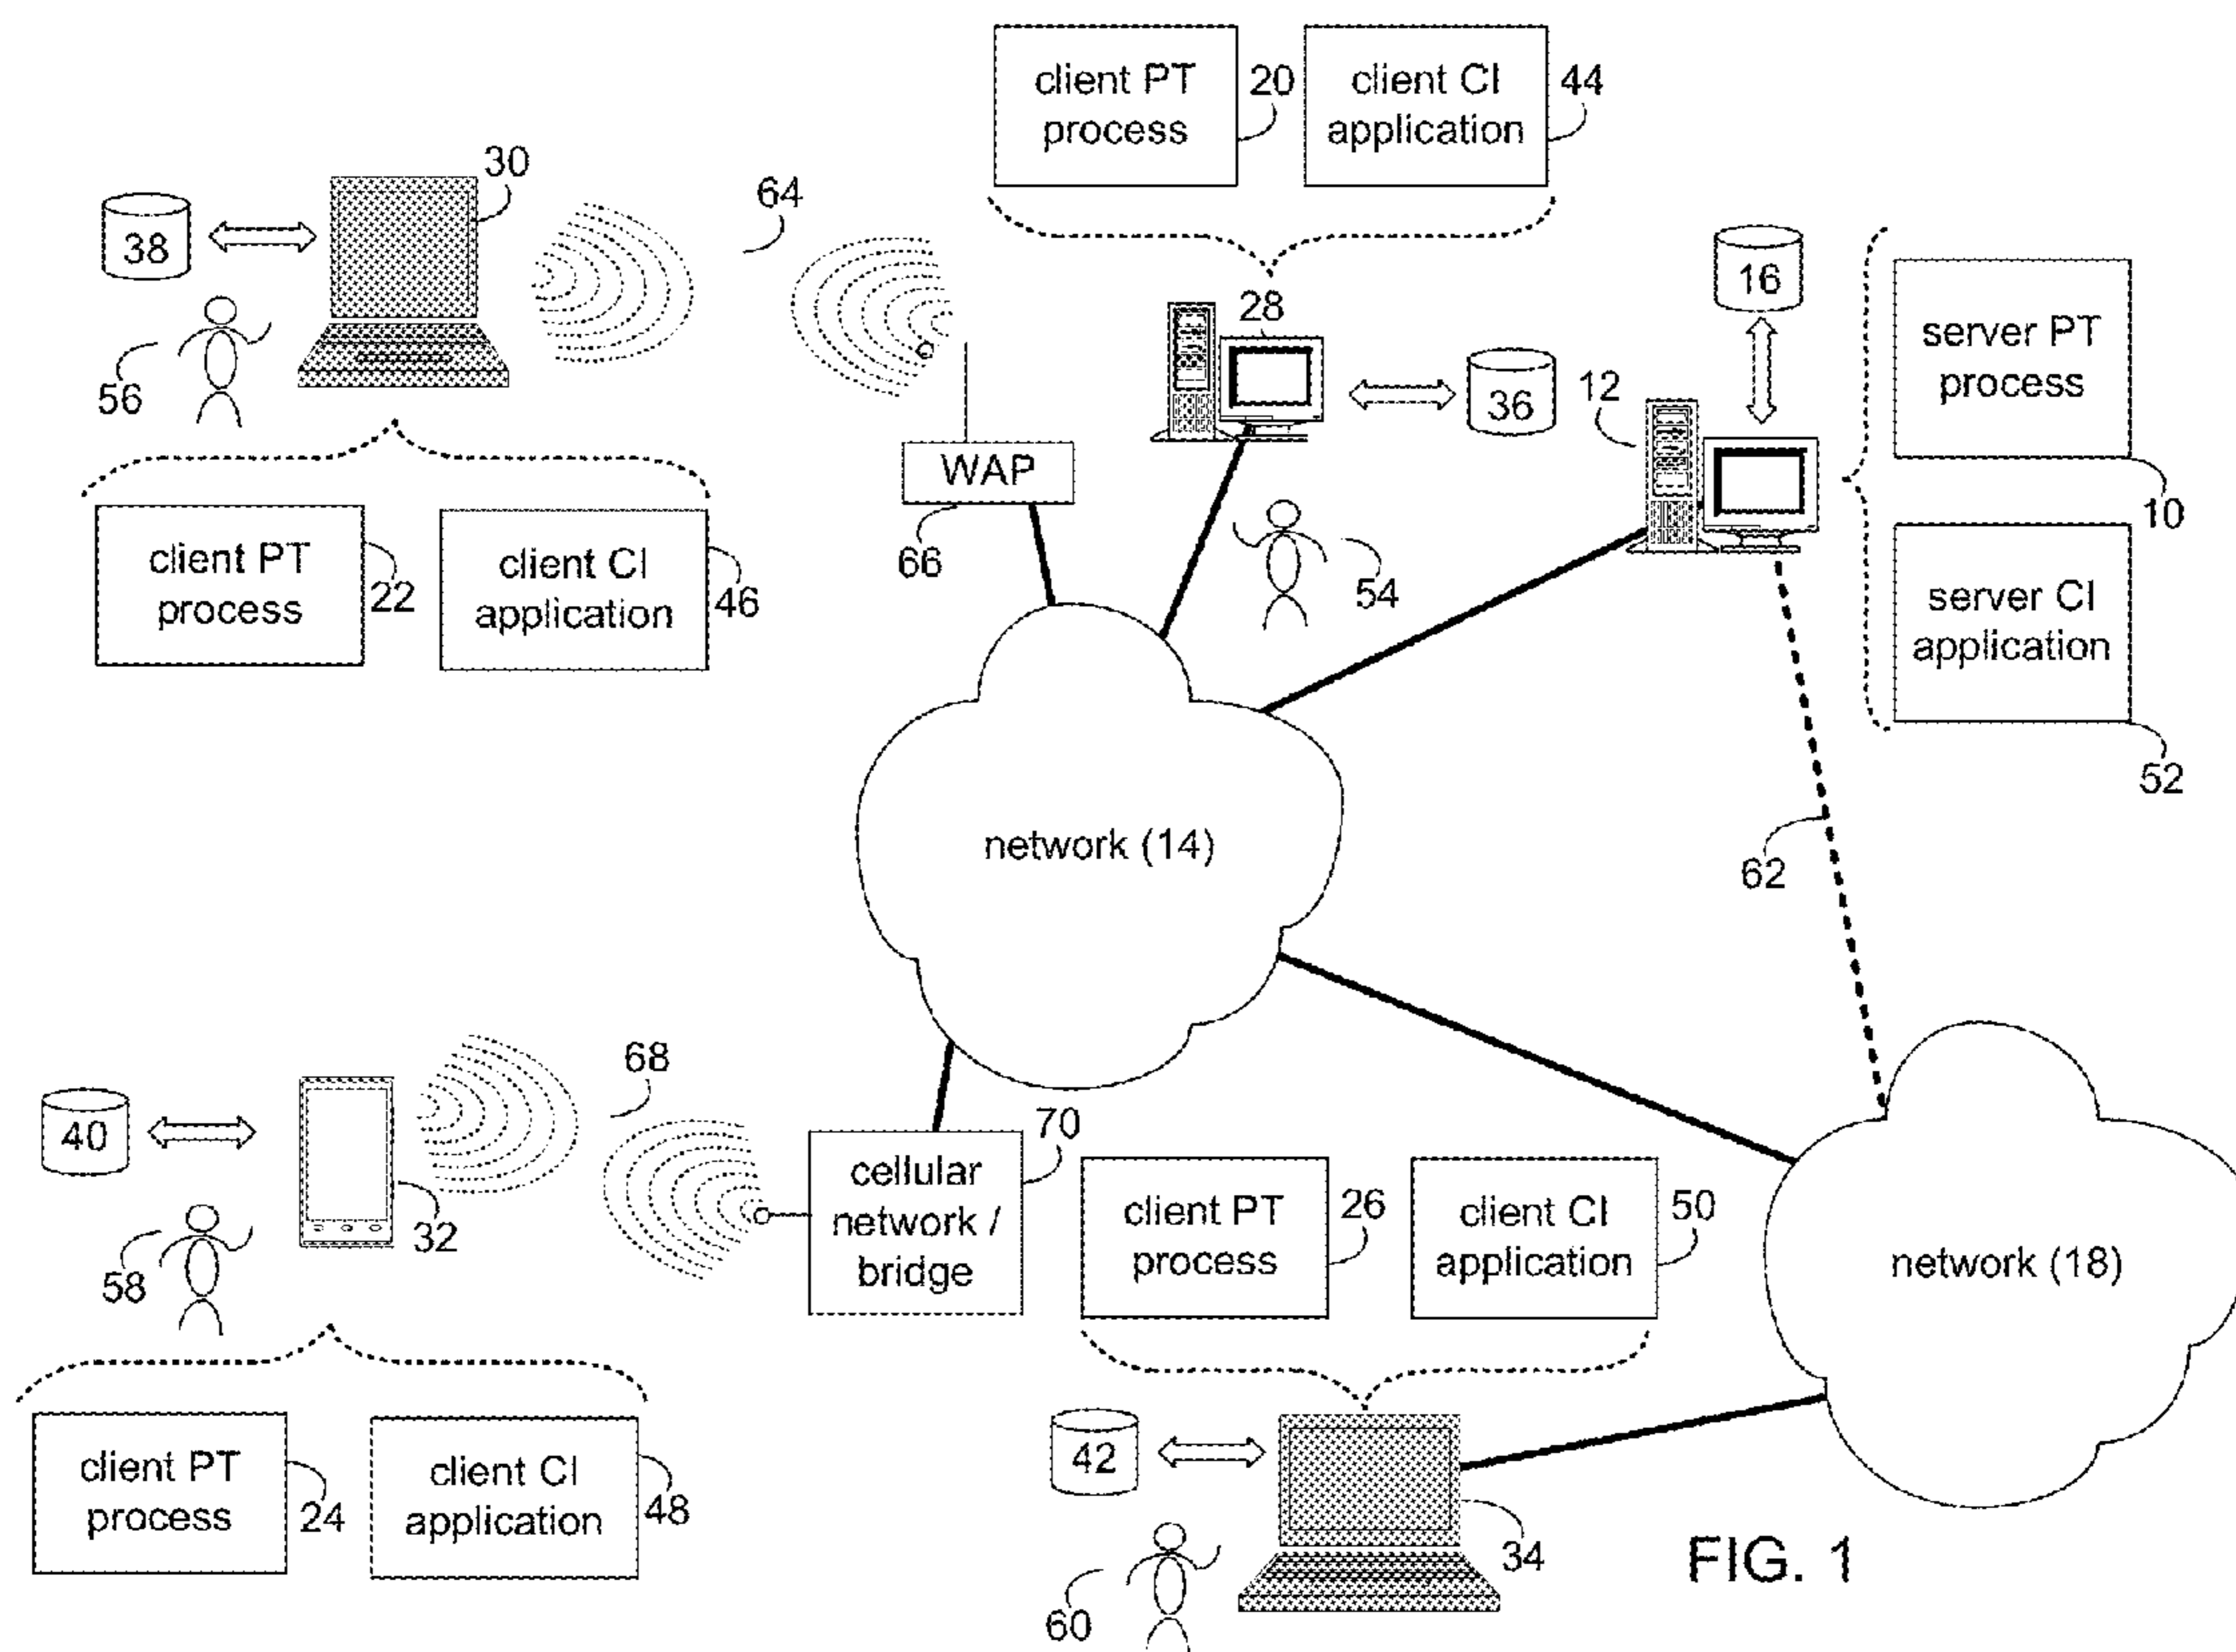 client PT
process
20
client CI
application
44
30
38
64
56
28
36
16
12
server PT
process
10
server CI
application
52
WAP
66
54
client PT
process
22
client CI
application
46
network (14)
62
68
40
32
58
70
cellular
network /
bridge
client PT
process
26
client CI
application
50
network (18)
client PT
process
24
client CI
application
48
42
34
60
FIG. 1